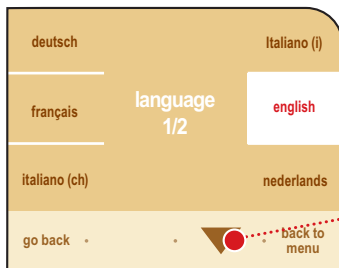 deutsch
Italiano (i)
language
1/2
français
english
italiano (ch)
nederlands
go back
back to
menu